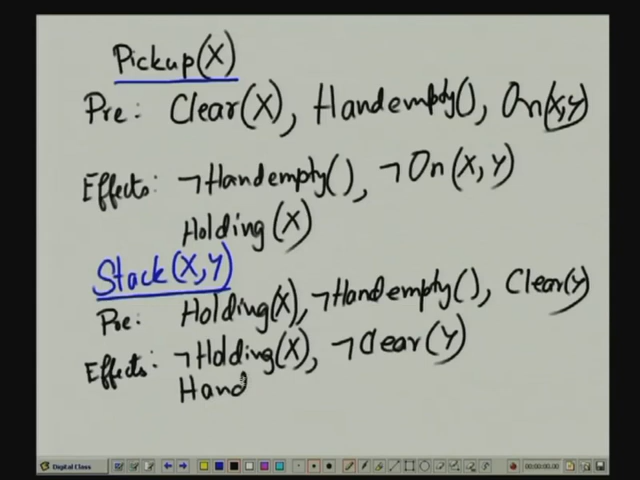 Pickup(X)
Pre: Clear(X), Handempty(), On(X,Y)
Effects: ¬Handempty(), ¬On(X,Y)
Holding(X)
Stack(X,Y)
Pre: Holding(X), ¬Handempty(), Clear(Y)
Effects: ¬Holding(X), ¬Clear(Y)
Hand
Digital Class
00:00:00.00